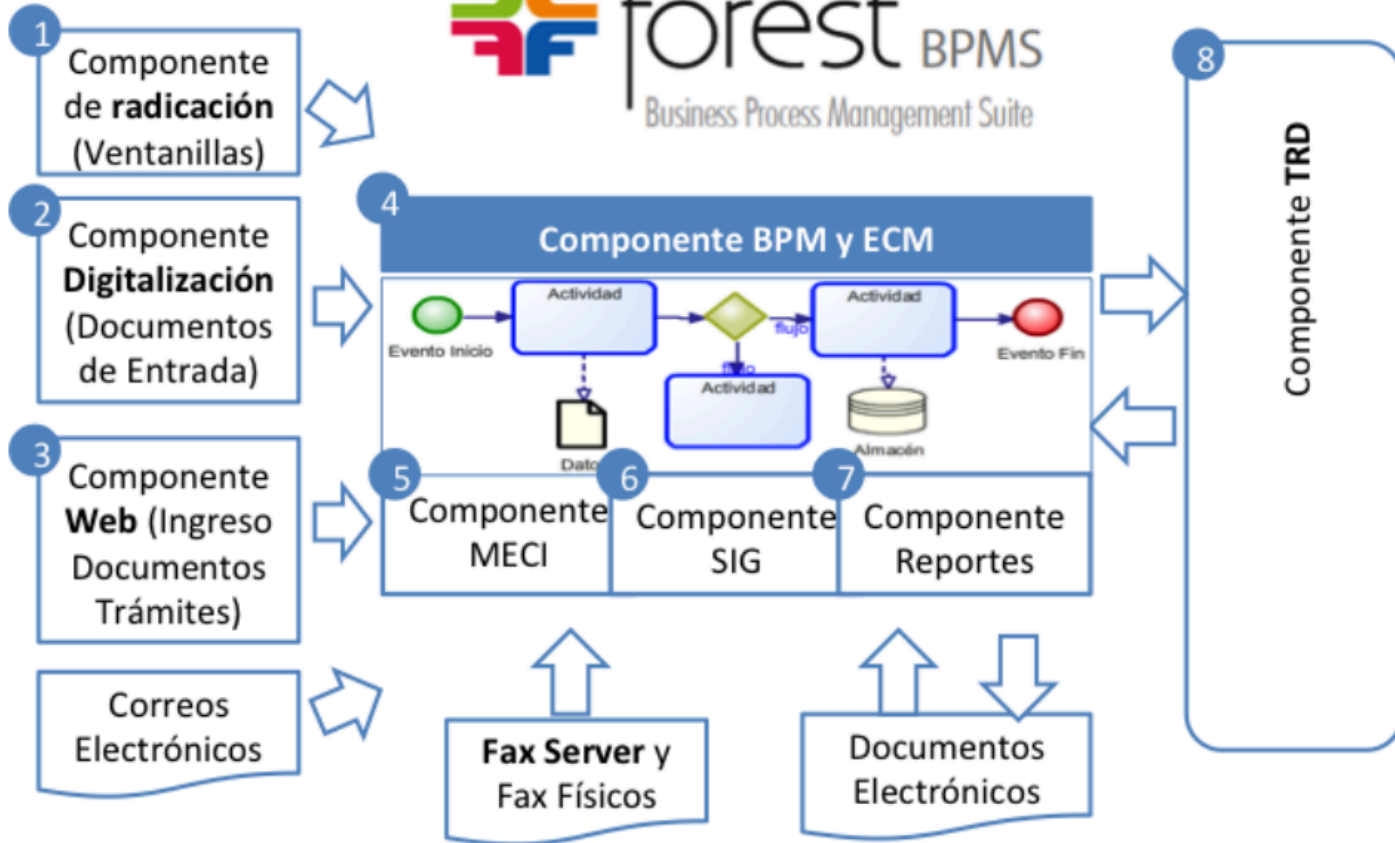 forest BPMS
Business Process Management Suite
1
Componente
de radicación
(Ventanillas)
2
Componente
Digitalización
(Documentos
de Entrada)
3
Componente
Web (Ingreso
Documentos
Trámites)
Correos
Electrónicos
4
Componente BPM y ECM
Evento Inicio
Actividad
flujo
flujo
Actividad
Actividad
Evento Fin
Dato
Almacén
5
Componente
MECI
6
Componente
SIG
7
Componente
Reportes
Fax Server y
Fax Físicos
Documentos
Electrónicos
8
Componente TRD